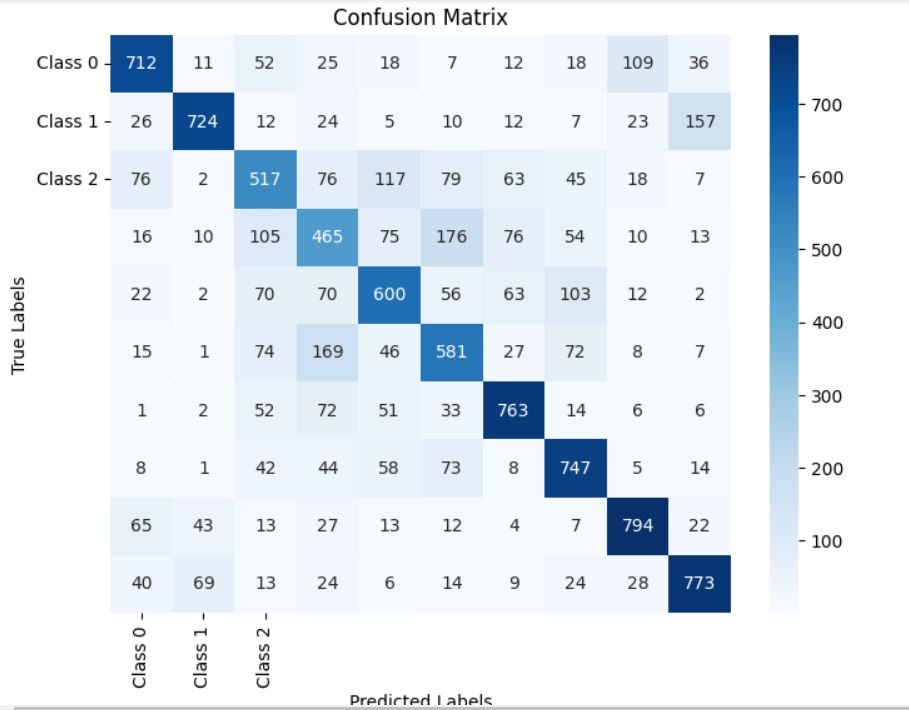 Confusion Matrix
Class 0 712 11 52 25 18 7 12 18 109 36
Class 1 26 724 12 24 5 10 12 7 23 157
Class 2 76 2 517 76 117 79 63 45 18 7
16 10 105 465 75 176 76 54 10 13
22 2 70 70 600 56 63 103 12 2
15 1 74 169 46 581 27 72 8 7
1 2 52 72 51 33 763 14 6 6
8 1 42 44 58 73 8 747 5 14
65 43 13 27 13 12 4 7 794 22
40 69 13 24 6 14 9 24 28 773
True Labels
Class 0 Class 1 Class 2
Predicted Labels
700
600
500
400
300
200
100